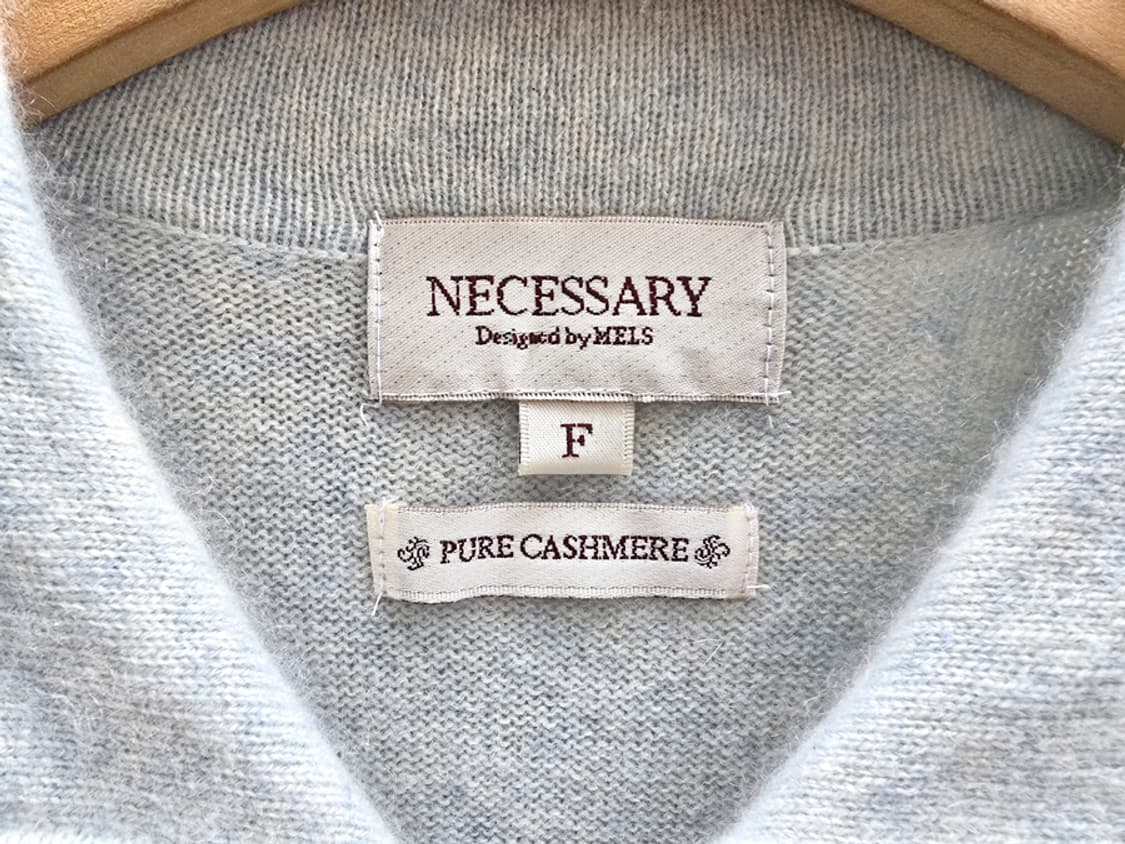 NECESSARY
Designed by MELS
F
PURE CASHMERE